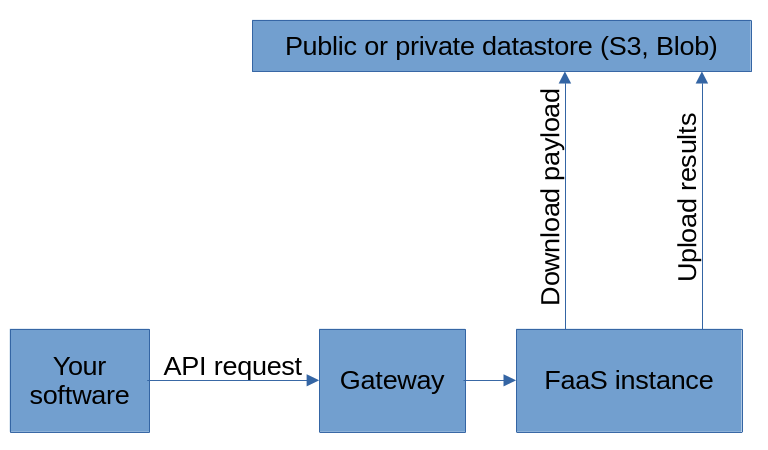 Public or private datastore (S3, Blob)
Download payload
Upload results
Your
software
API request
Gateway
FaaS instance